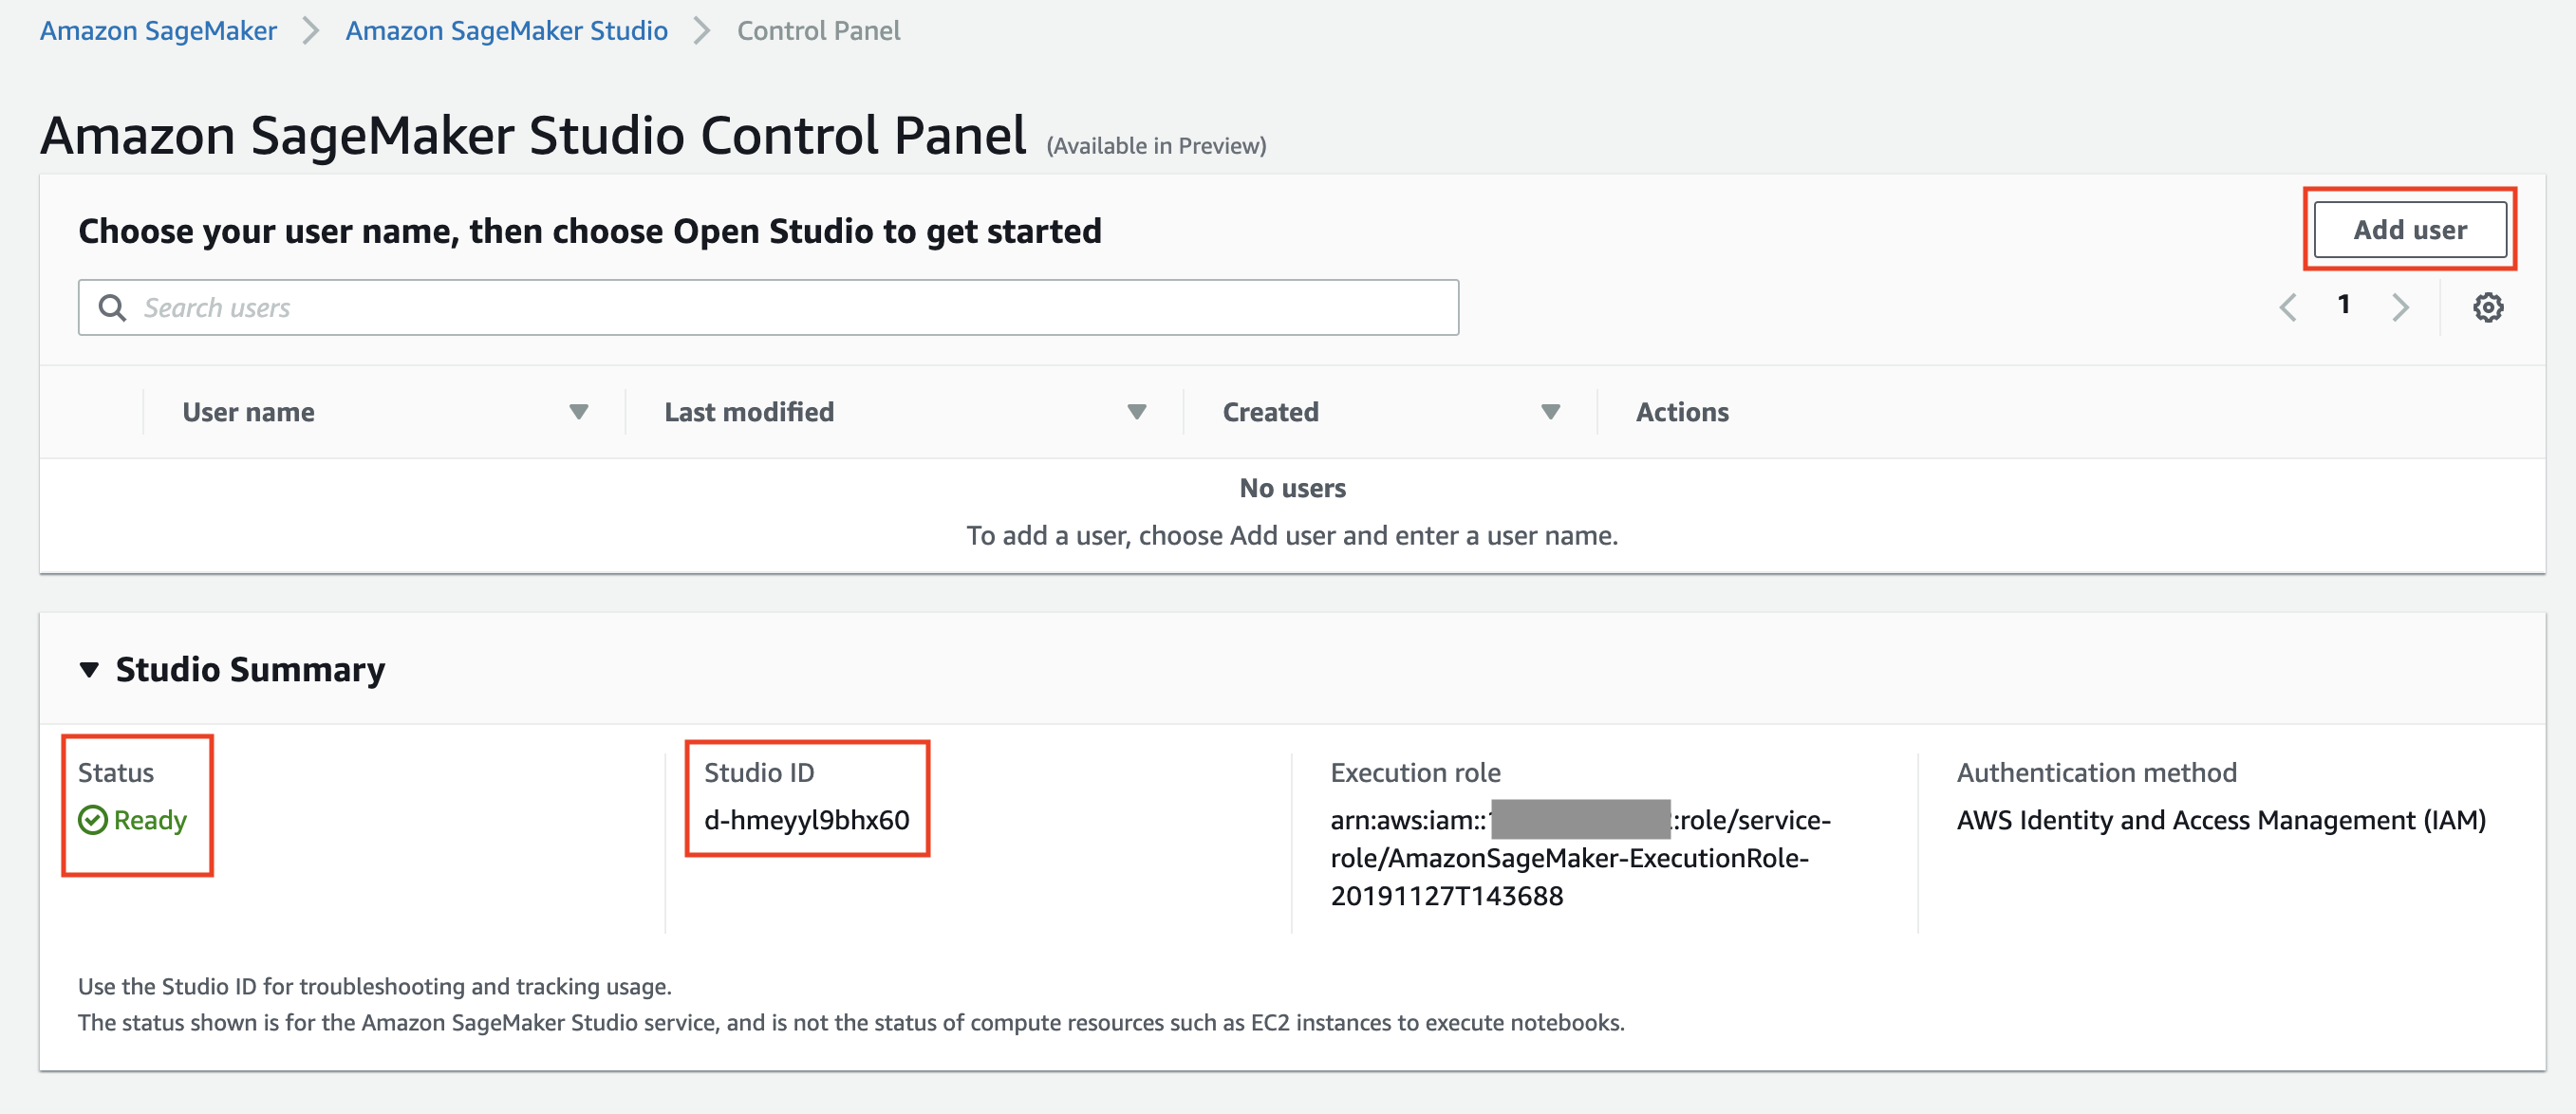 Amazon SageMaker > Amazon SageMaker Studio > Control Panel
Amazon SageMaker Studio Control Panel (Available in Preview)
Choose your user name, then choose Open Studio to get started
Add user
Search users
1
User name Last modified Created Actions
No users
To add a user, choose Add user and enter a user name.
Studio Summary
Status
Ready
Studio ID
d-hmeyyl9bhx60
Execution role
arn:aws:iam:: :role/service-
role/AmazonSageMaker-ExecutionRole-
20191127T143688
Authentication method
AWS Identity and Access Management (IAM)
Use the Studio ID for troubleshooting and tracking usage.
The status shown is for the Amazon SageMaker Studio service, and is not the status of compute resources such as EC2 instances to execute notebooks.